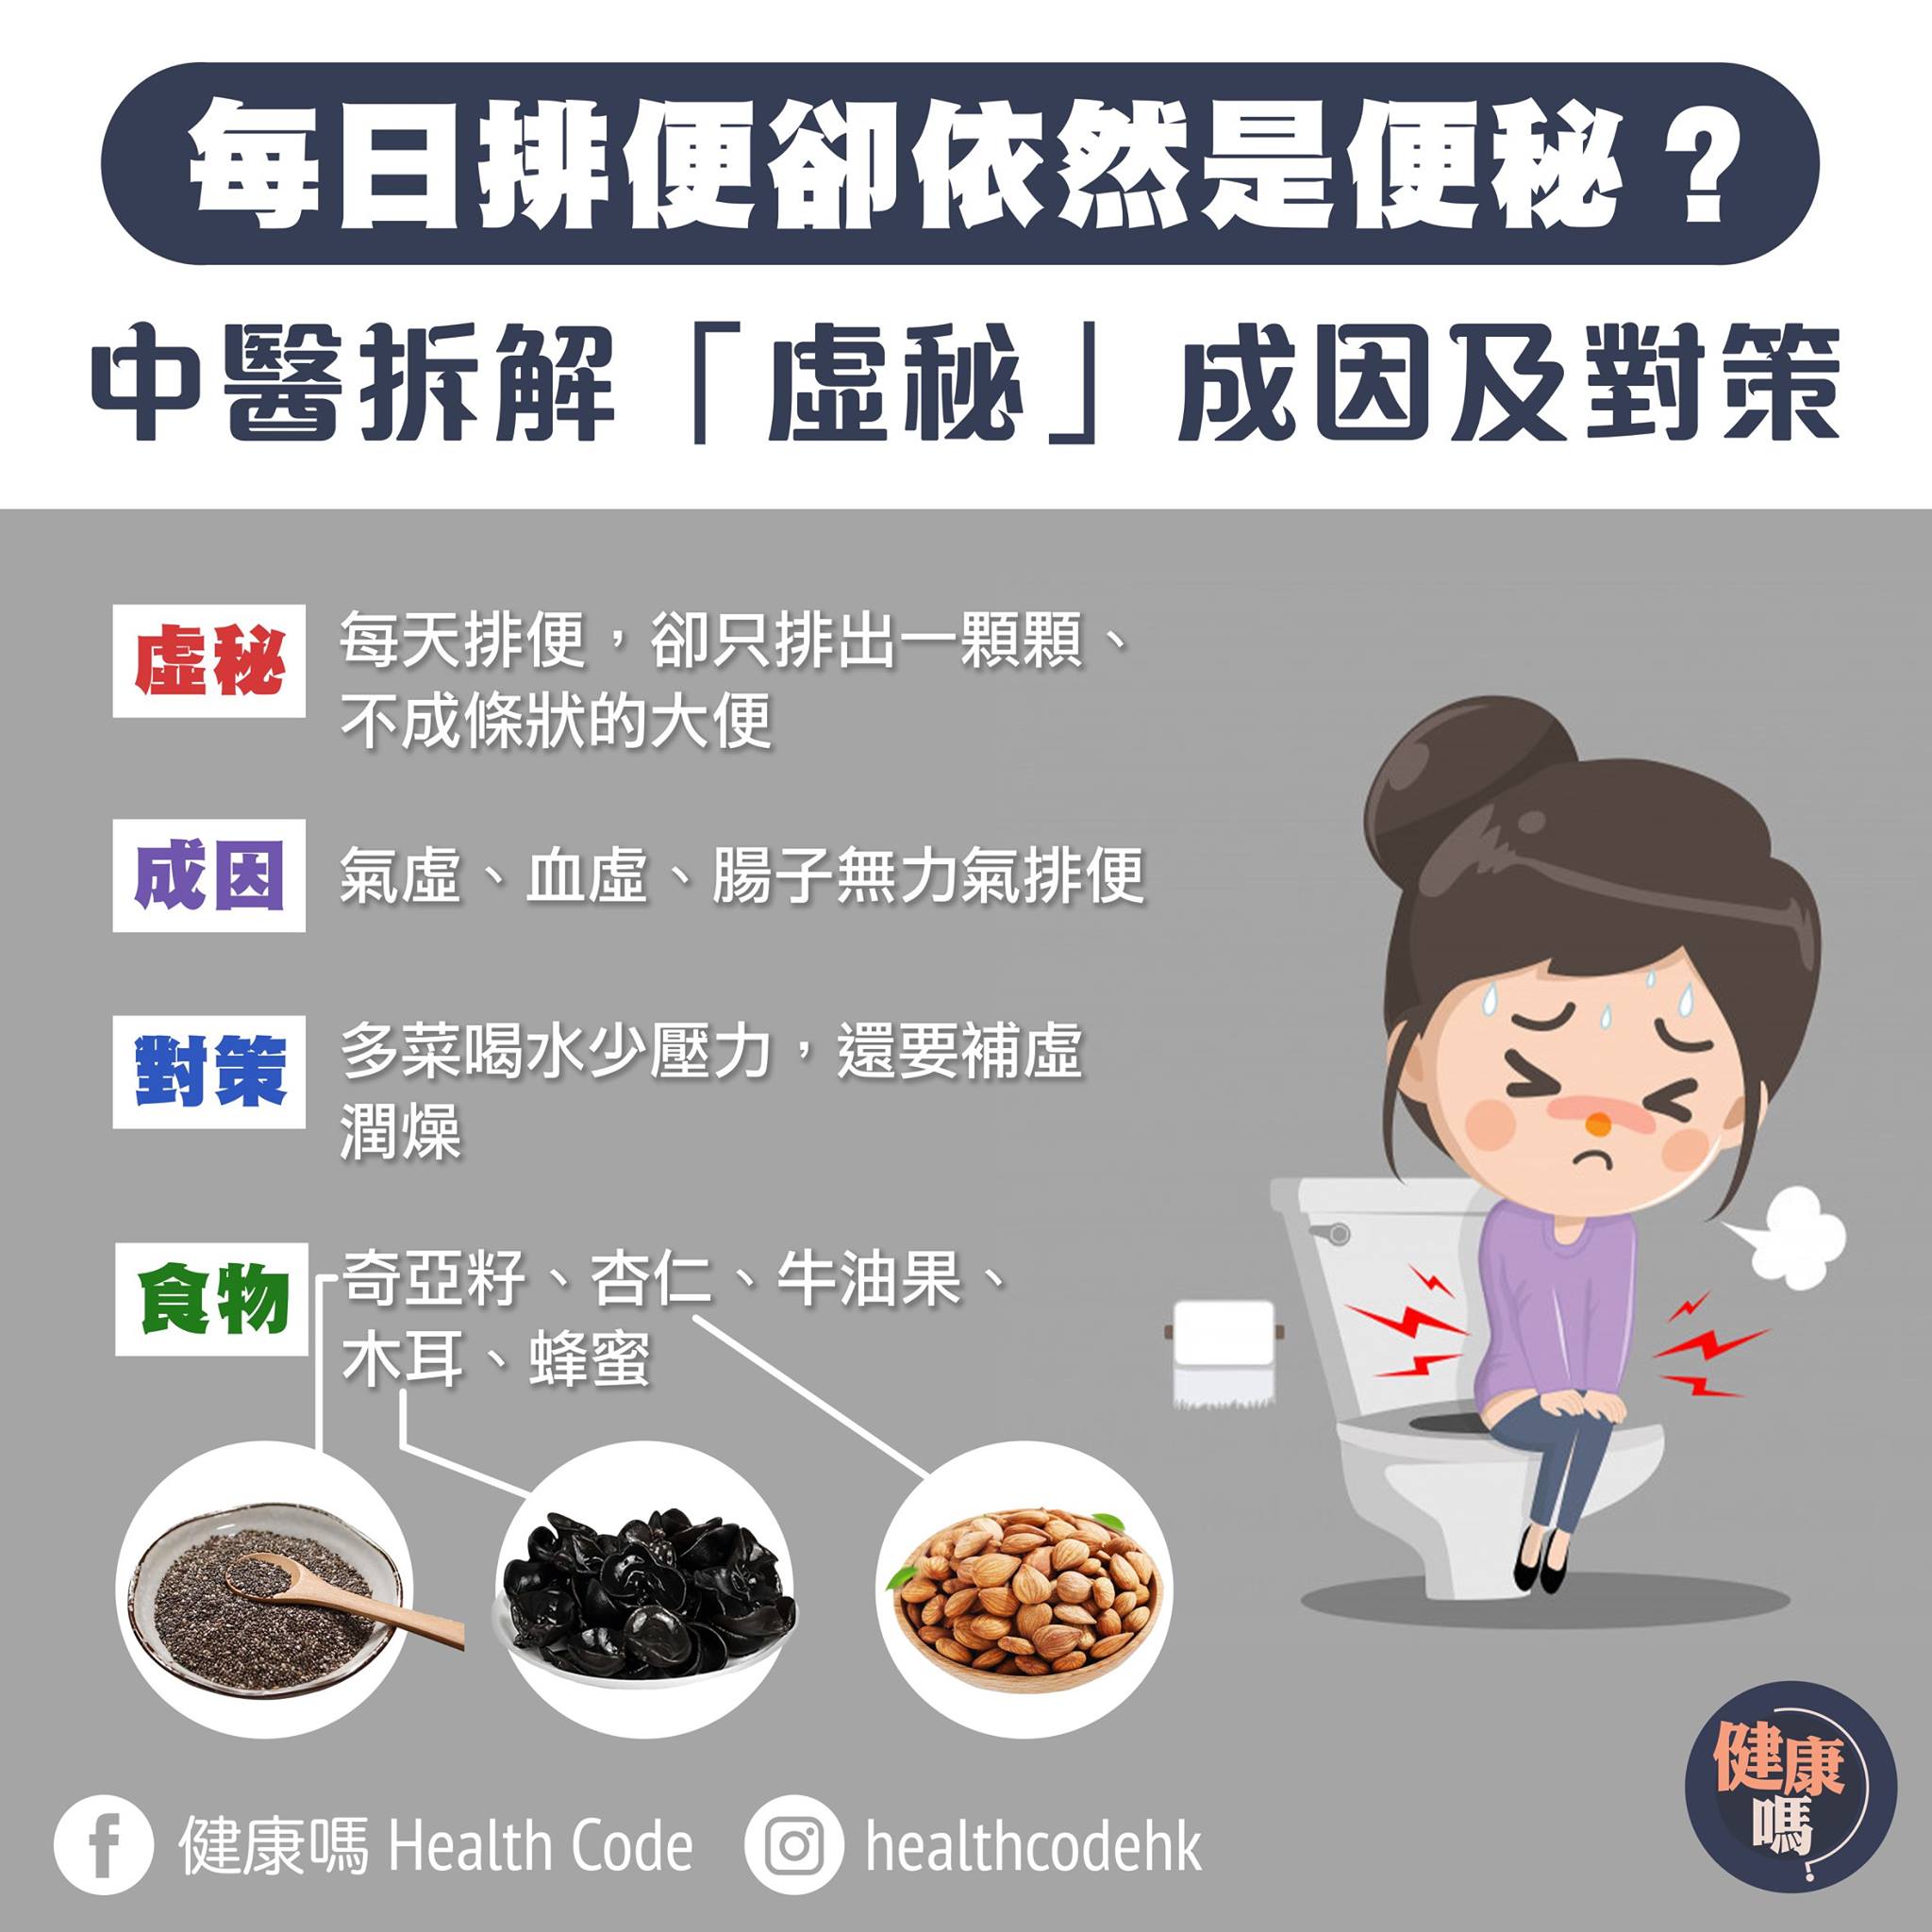 每日排便卻依然是便秘？
中醫拆解「虛秘」成因及對策
虛秘
每天排便，卻只排出一顆顆、
不成條狀的大便
成因
氣虛、血虛、腸子無力氣排便
對策
多菜喝水少壓力，還要補虛
潤燥
食物
奇亞籽、杏仁、牛油果、
木耳、蜂蜜
健康嗎 Health Code
healthcodehk
健康
嗎?